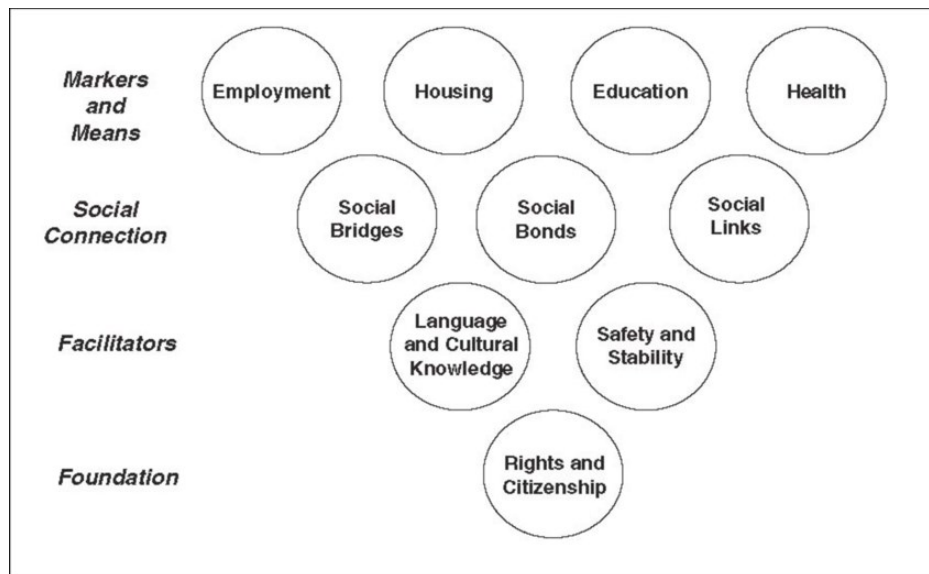 Markers
and
Means
Employment
Housing
Education
Health
Social
Connection
Social
Bridges
Social
Bonds
Social
Links
Facilitators
Language
and Cultural
Knowledge
Safety and
Stability
Foundation
Rights and
Citizenship